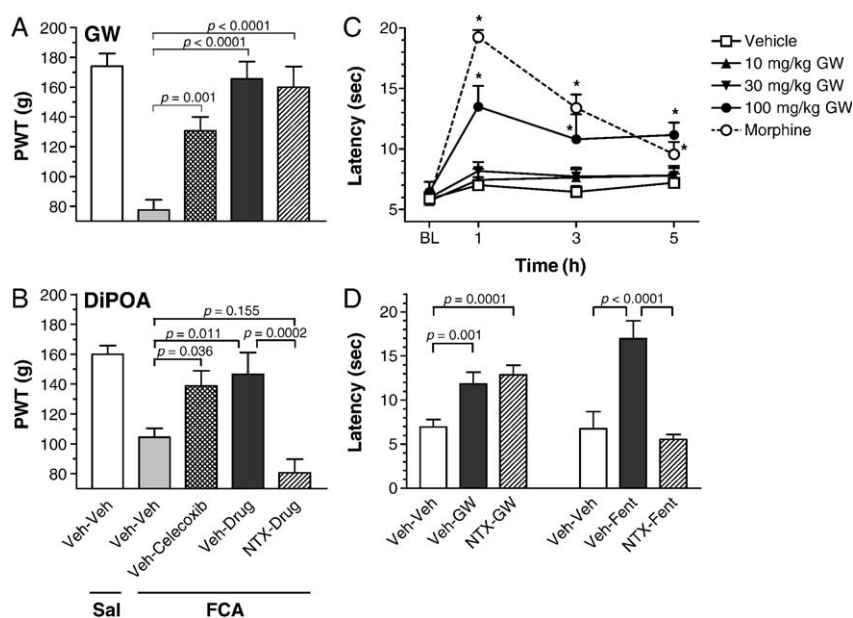 A
GW
p < 0.0001
p < 0.0001
p = 0.001
180
160
140
120
100
80
PWT (g)
B
DiPOA
p = 0.155
p = 0.011
p = 0.0002
p = 0.036
180
160
140
120
100
80
PWT (g)
Veh-Veh
Veh-Veh
Veh-Celecoxib
Veh-Drug
NTX-Drug
Sal
FCA
C
20
15
10
5
Latency (sec)
*
*
*
*
*
*
BL
1
3
5
Time (h)
Vehicle
10 mg/kg GW
30 mg/kg GW
100 mg/kg GW
Morphine
D
p = 0.0001
p = 0.001
p < 0.0001
20
15
10
5
0
Latency (sec)
Veh-Veh
Veh-GW
NTX-GW
Veh-Veh
Veh-Fent
NTX-Fent